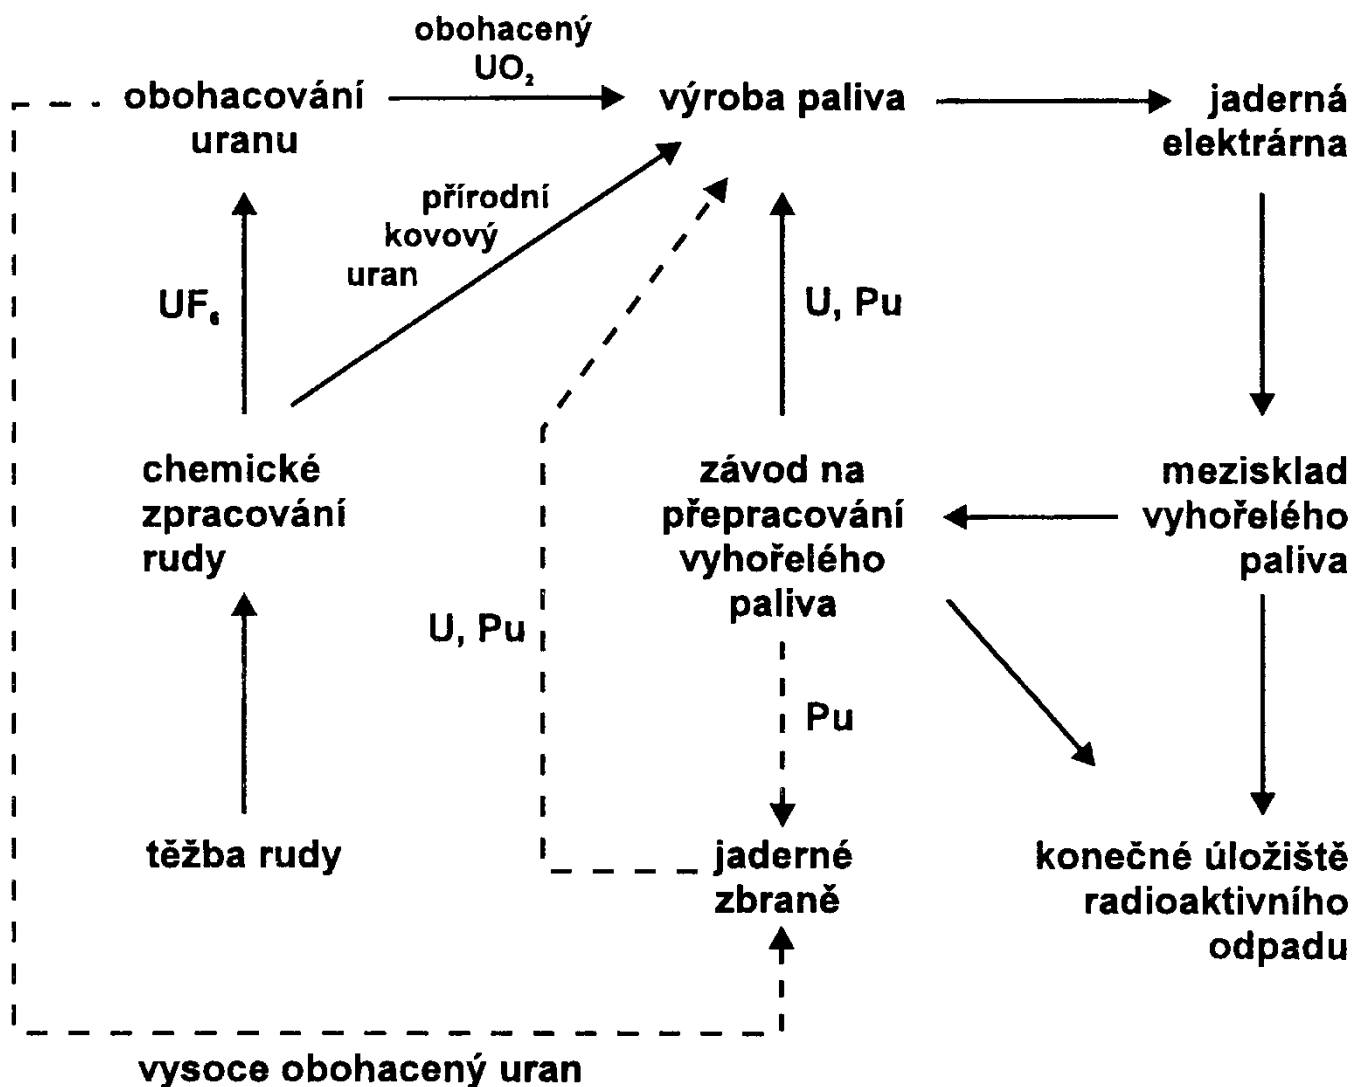 obohacený
UO₂
obohacování
uranu
výroba paliva
jaderná
elektrárna
přírodní
kovový
uran
UF₆
U, Pu
chemické
zpracování
rudy
závod na
přepracování
vyhořelého
paliva
mezisklad
vyhořelého
paliva
U, Pu
Pu
těžba rudy
jaderné
zbraně
konečné úložiště
radioaktivního
odpadu
vysoce obohacený uran